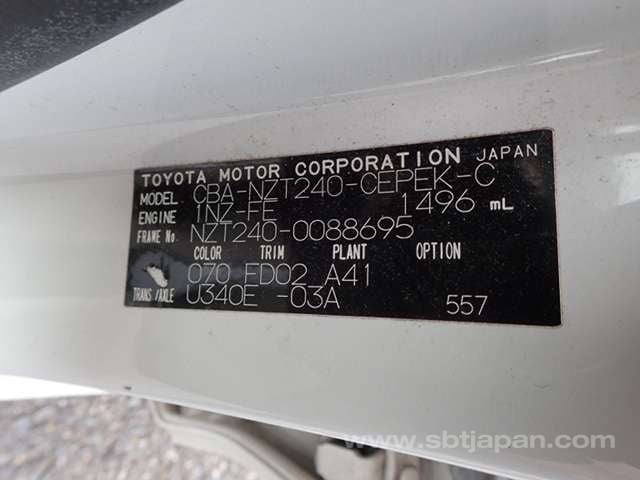 TOYOTA MOTOR CORPORATION JAPAN
MODEL CBA-NZT240-CEPEK-C
ENGINE 1NZ-FE 1496 mL
FRAME No. NZT240-0088695
COLOR TRIM PLANT OPTION
070 FD02 A41
TRANS./AXLE U340E -03A 557
www.sbtjapan.com